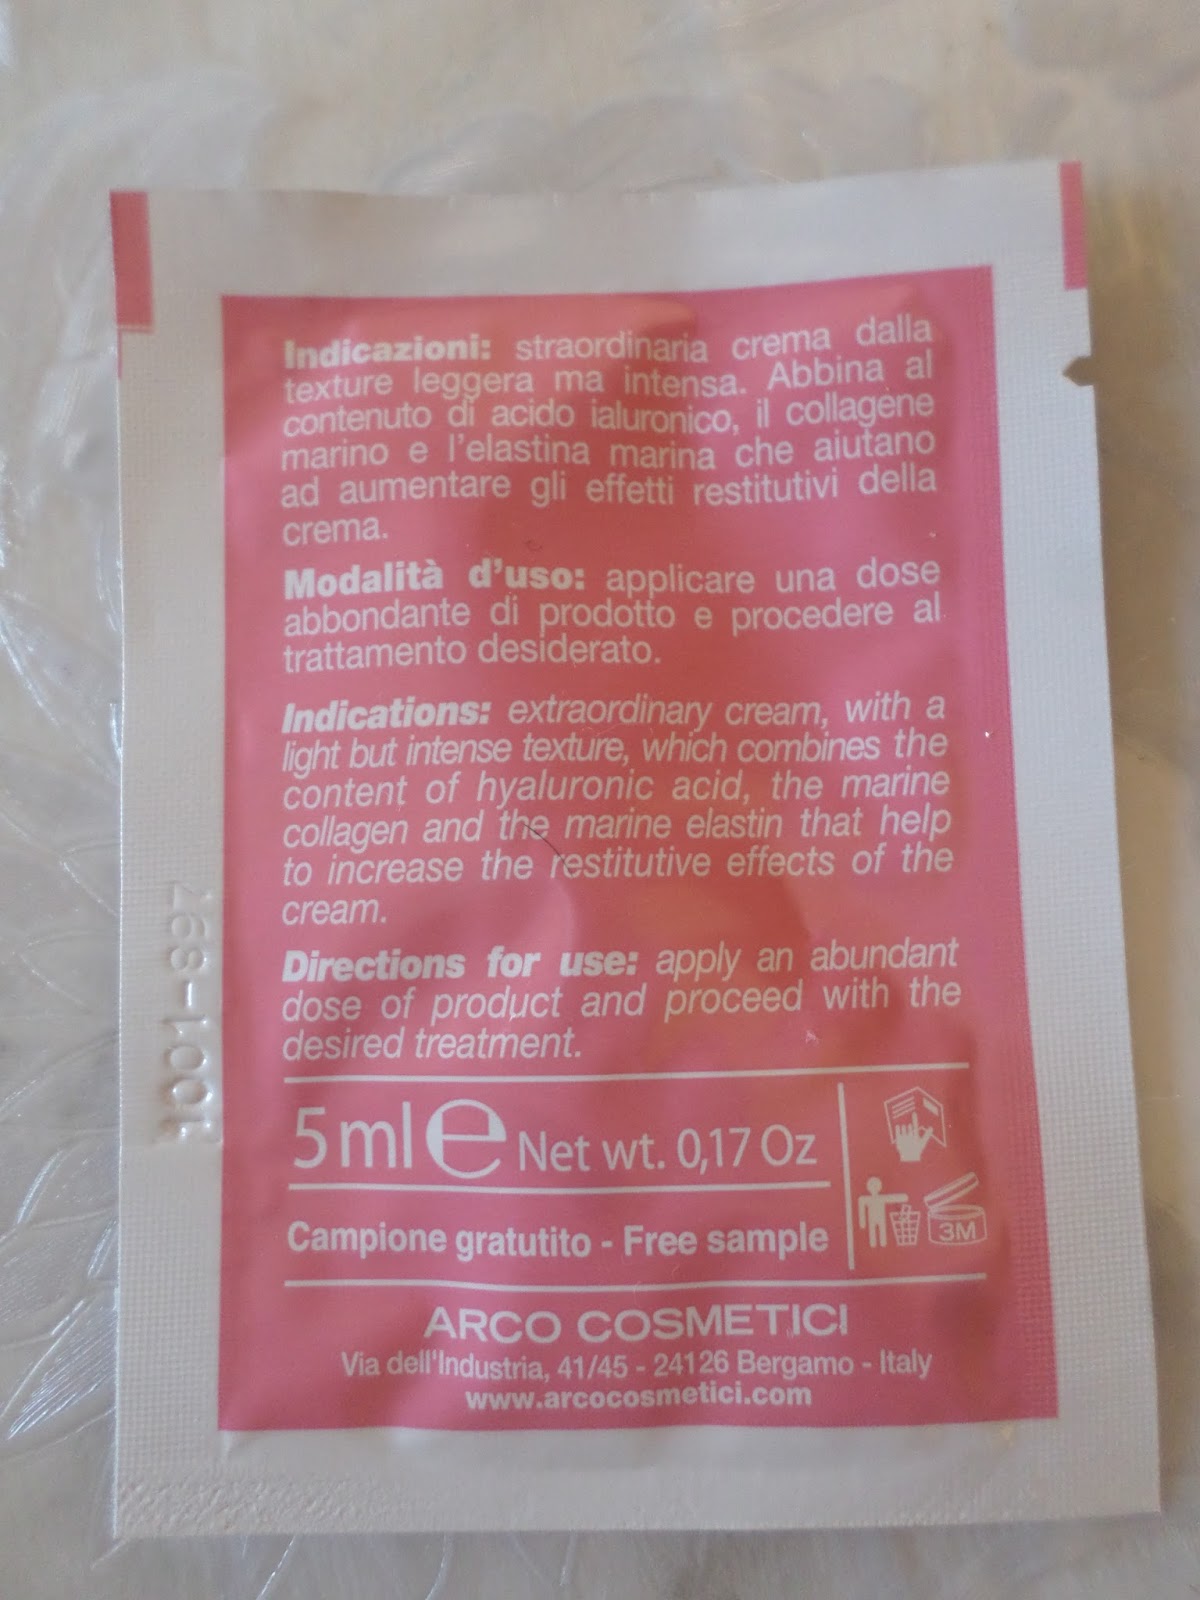 Indicazioni: straordinaria crema dalla
texture leggera ma intensa. Abbina al
contenuto di acido ialuronico, il collagene
marino e l'elastina marina che aiutano
ad aumentare gli effetti restitutivi della
crema.
Modalità d'uso: applicare una dose
abbondante di prodotto e procedere al
trattamento desiderato.
Indications: extraordinary cream, with a
light but intense texture, which combines the
content of hyaluronic acid, the marine
collagen and the marine elastin that help
to increase the restitutive effects of the
cream.
Directions for use: apply an abundant
dose of product and proceed with the
desired treatment.
5ml e Net wt. 0,17 Oz
3M
Campione gratutito - Free sample
ARCO COSMETICI
Via dell'Industria, 41/45 - 24126 Bergamo - Italy
www.arcocosmetici.com
1001-897